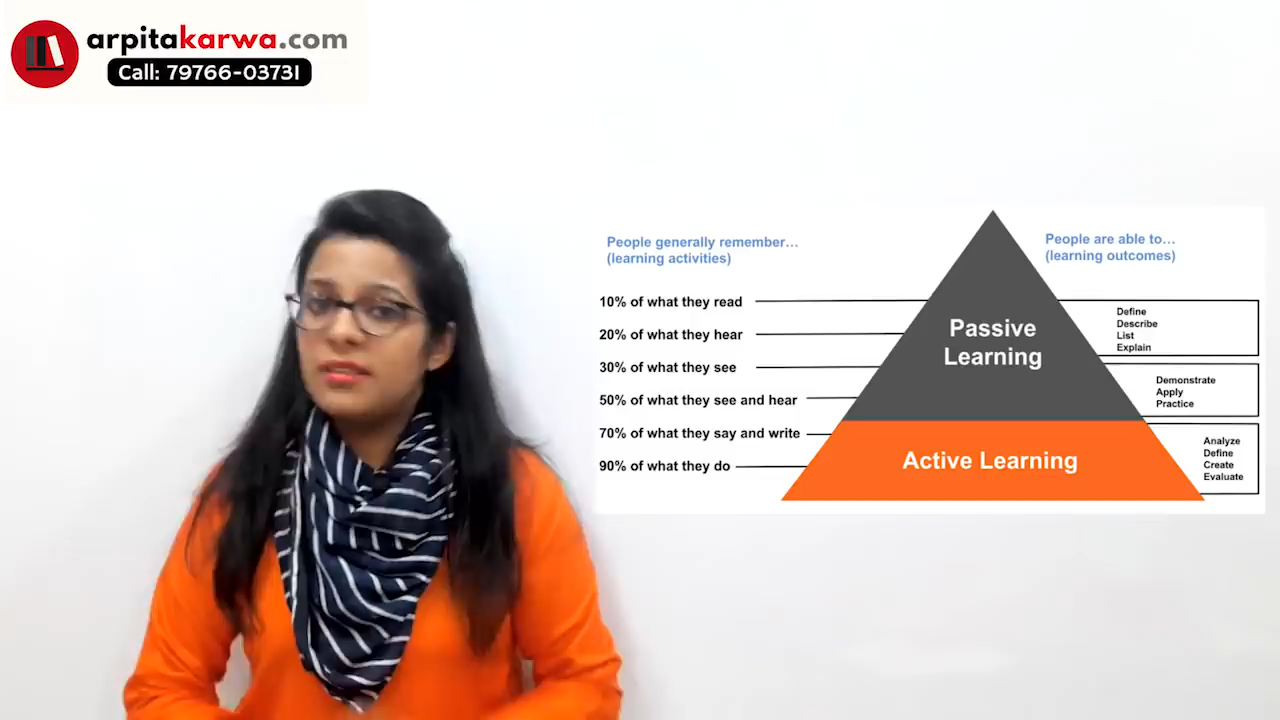 arpitakarwa.com
Call: 79766-03731
People generally remember...
(learning activities)
People are able to...
(learning outcomes)
10% of what they read
20% of what they hear
30% of what they see
50% of what they see and hear
70% of what they say and write
90% of what they do
Passive
Learning
Active Learning
Define
Describe
List
Explain
Demonstrate
Apply
Practice
Analyze
Define
Create
Evaluate